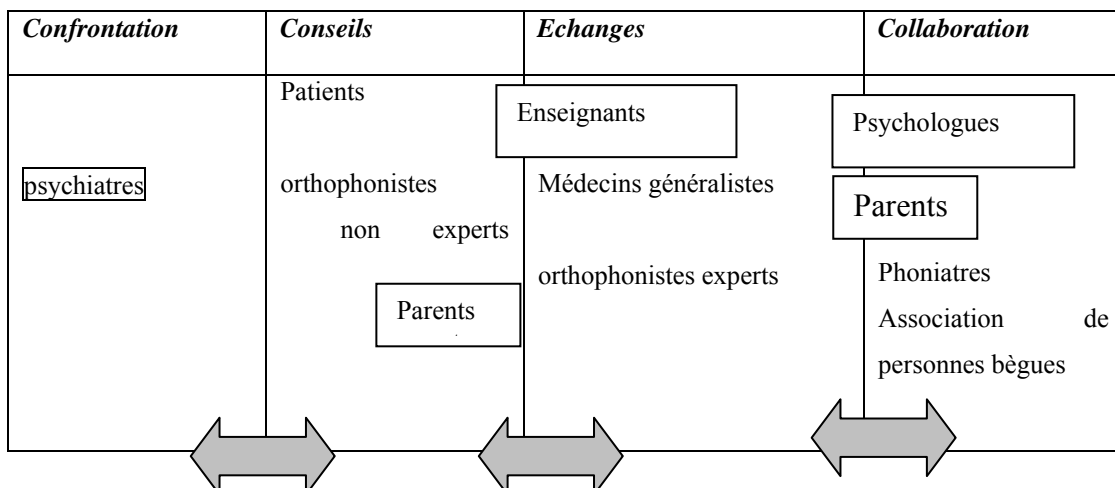 Confrontation
Conseils
Echanges
Collaboration
psychiatres
Patients
orthophonistes
non experts
Parents
Enseignants
Médecins généralistes
orthophonistes experts
Psychologues
Parents
Phoniatres
Association de
personnes bègues